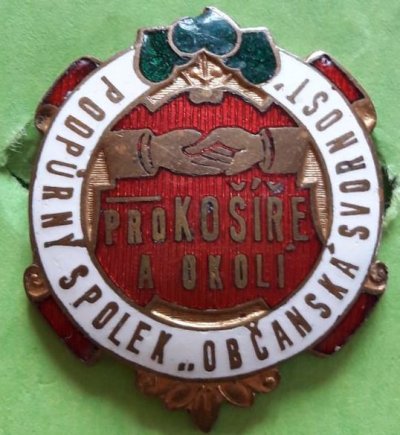 PODPŮRNÝ SPOLEK „OBČANSKÁ SVORNOST"
PRO KOŠÍŘE
A OKOLÍ